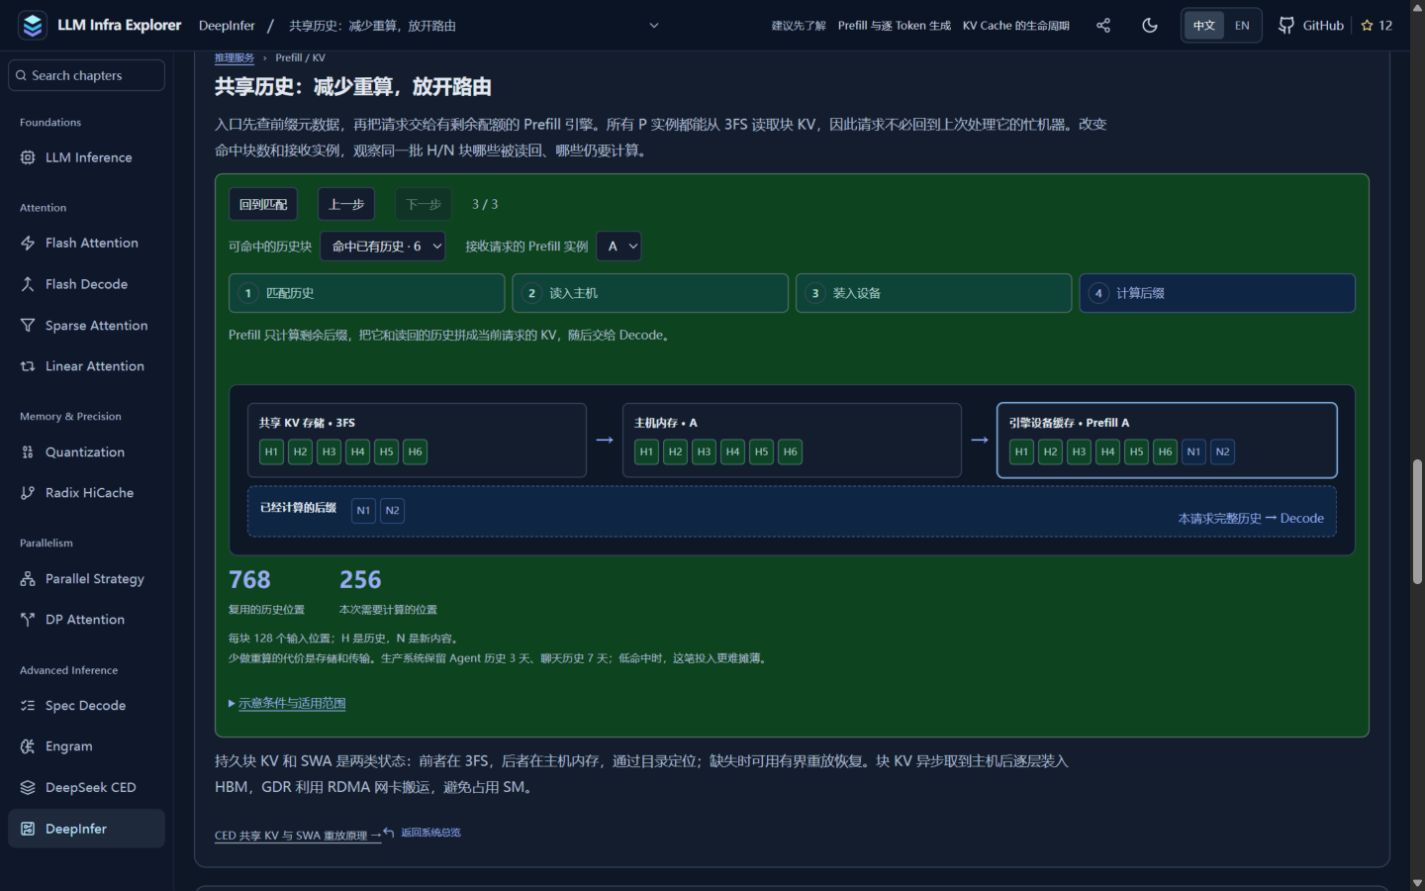 LLM Infra Explorer
DeepInfer / 共享历史：减少重算，放开路由
建议先了解 Prefill 与逐 Token 生成 KV Cache 的生命周期
中文 EN
GitHub
12
Search chapters
Foundations
LLM Inference
Attention
Flash Attention
Flash Decode
Sparse Attention
Linear Attention
Memory & Precision
Quantization
Radix HiCache
Parallelism
Parallel Strategy
DP Attention
Advanced Inference
Spec Decode
Engram
DeepSeek CED
DeepInfer
推理服务 › Prefill / KV
共享历史：减少重算，放开路由
入口先查前缀元数据，再把请求交给有剩余配额的 Prefill 引擎。所有 P 实例都能从 3FS 读取块 KV，因此请求不必回到上次处理它的忙机器。改变
命中块数和接收实例，观察同一批 H/N 块哪些被读回、哪些仍要计算。
回到匹配 上一步 下一步 3 / 3
可命中的历史块 命中已有历史 · 6 接收请求的 Prefill 实例 A
1 匹配历史 2 读入主机 3 装入设备 4 计算后缀
Prefill 只计算剩余后缀，把它和读回的历史拼成当前请求的 KV，随后交给 Decode。
共享 KV 存储 • 3FS
H1 H2 H3 H4 H5 H6
→
主机内存 • A
H1 H2 H3 H4 H5 H6
→
引擎设备缓存 • Prefill A
H1 H2 H3 H4 H5 H6 N1 N2
已经计算的后缀 N1 N2
本请求完整历史 → Decode
768 256
复用的历史位置 本次需要计算的位置
每块 128 个输入位置；H 是历史，N 是新内容。
少做重算的代价是存储和传输。生产系统保留 Agent 历史 3 天、聊天历史 7 天；低命中时，这笔投入更难摊薄。
▶ 示意条件与适用范围
持久块 KV 和 SWA 是两类状态：前者在 3FS，后者在主机内存，通过目录定位；缺失时可用有界重放恢复。块 KV 异步取到主机后逐层装入
HBM，GDR 利用 RDMA 网卡搬运，避免占用 SM。
CED 共享 KV 与 SWA 重放原理 → 返回系统总览